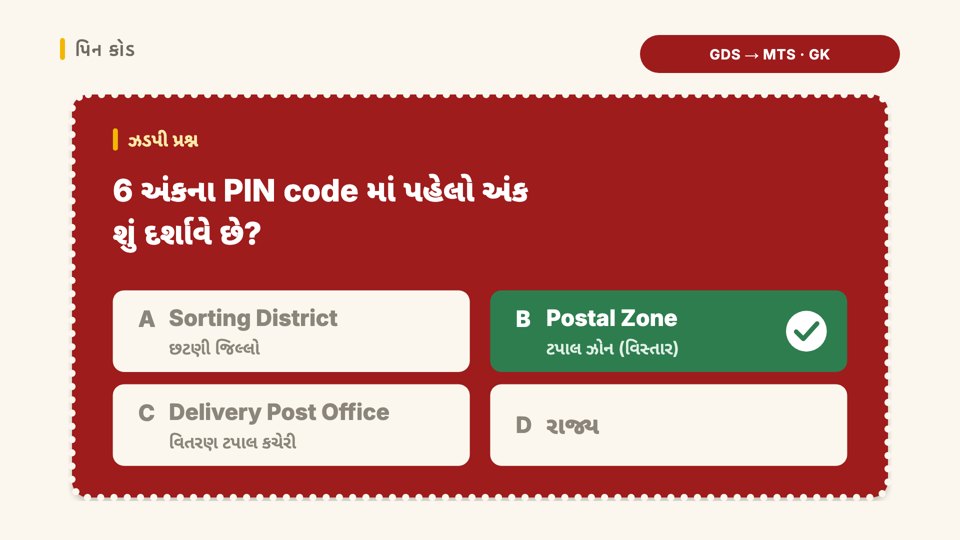 પિન કોડ
GDS → MTS · GK
ઝડપી પ્રશ્ન
6 અંકના PIN code માં પહેલો અંક
શું દર્શાવે છે?
A Sorting District
છટણી જિલ્લો
B Postal Zone
ટપાલ ઝોન (વિસ્તાર)
C Delivery Post Office
વિતરણ ટપાલ કચેરી
D રાજ્ય